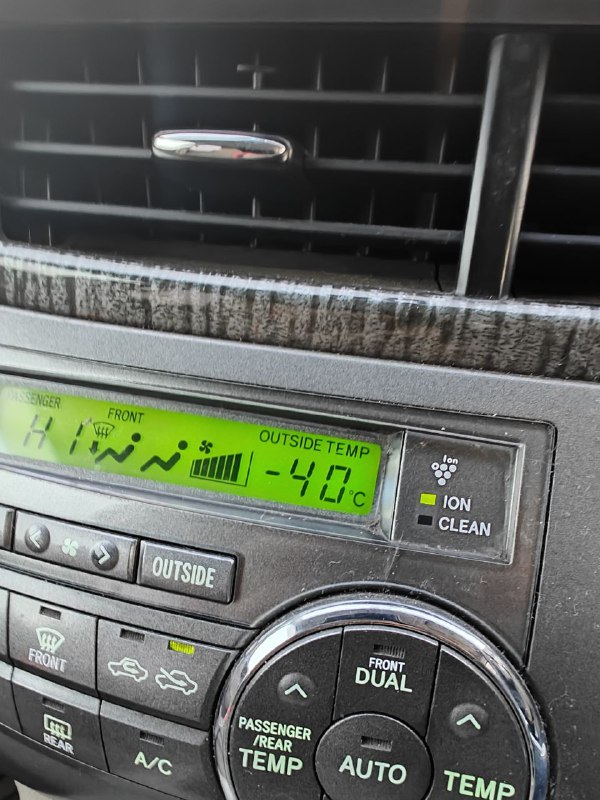 PASSENGER
FRONT
OUTSIDE TEMP
HI
-40°C
Ion
ION
CLEAN
OUTSIDE
FRONT
FRONT
DUAL
PASSENGER
/REAR
TEMP
REAR
A/C
AUTO
TEMP